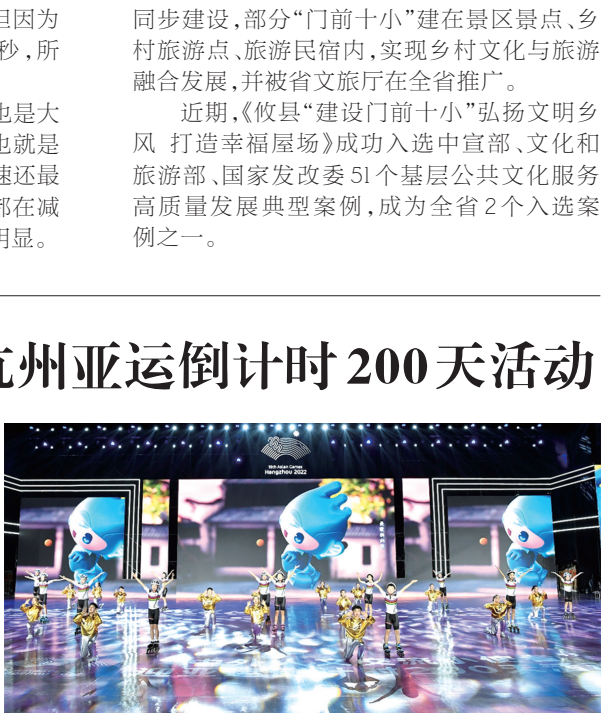 旦因为
秒，所
也是大
也就是
速还最
都在减
明显。
同步建设，部分“门前十小”建在景区景点、乡
村旅游点、旅游民宿内，实现乡村文化与旅游
融合发展，并被省文旅厅在全省推广。
近期，《攸县“建设门前十小”弘扬文明乡
风 打造幸福屋场》成功入选中宣部、文化和
旅游部、国家发改委51个基层公共文化服务
高质量发展典型案例，成为全省2个入选案
例之一。
杭州亚运倒计时200天活动
19th Asian Games
Hangzhou 2022